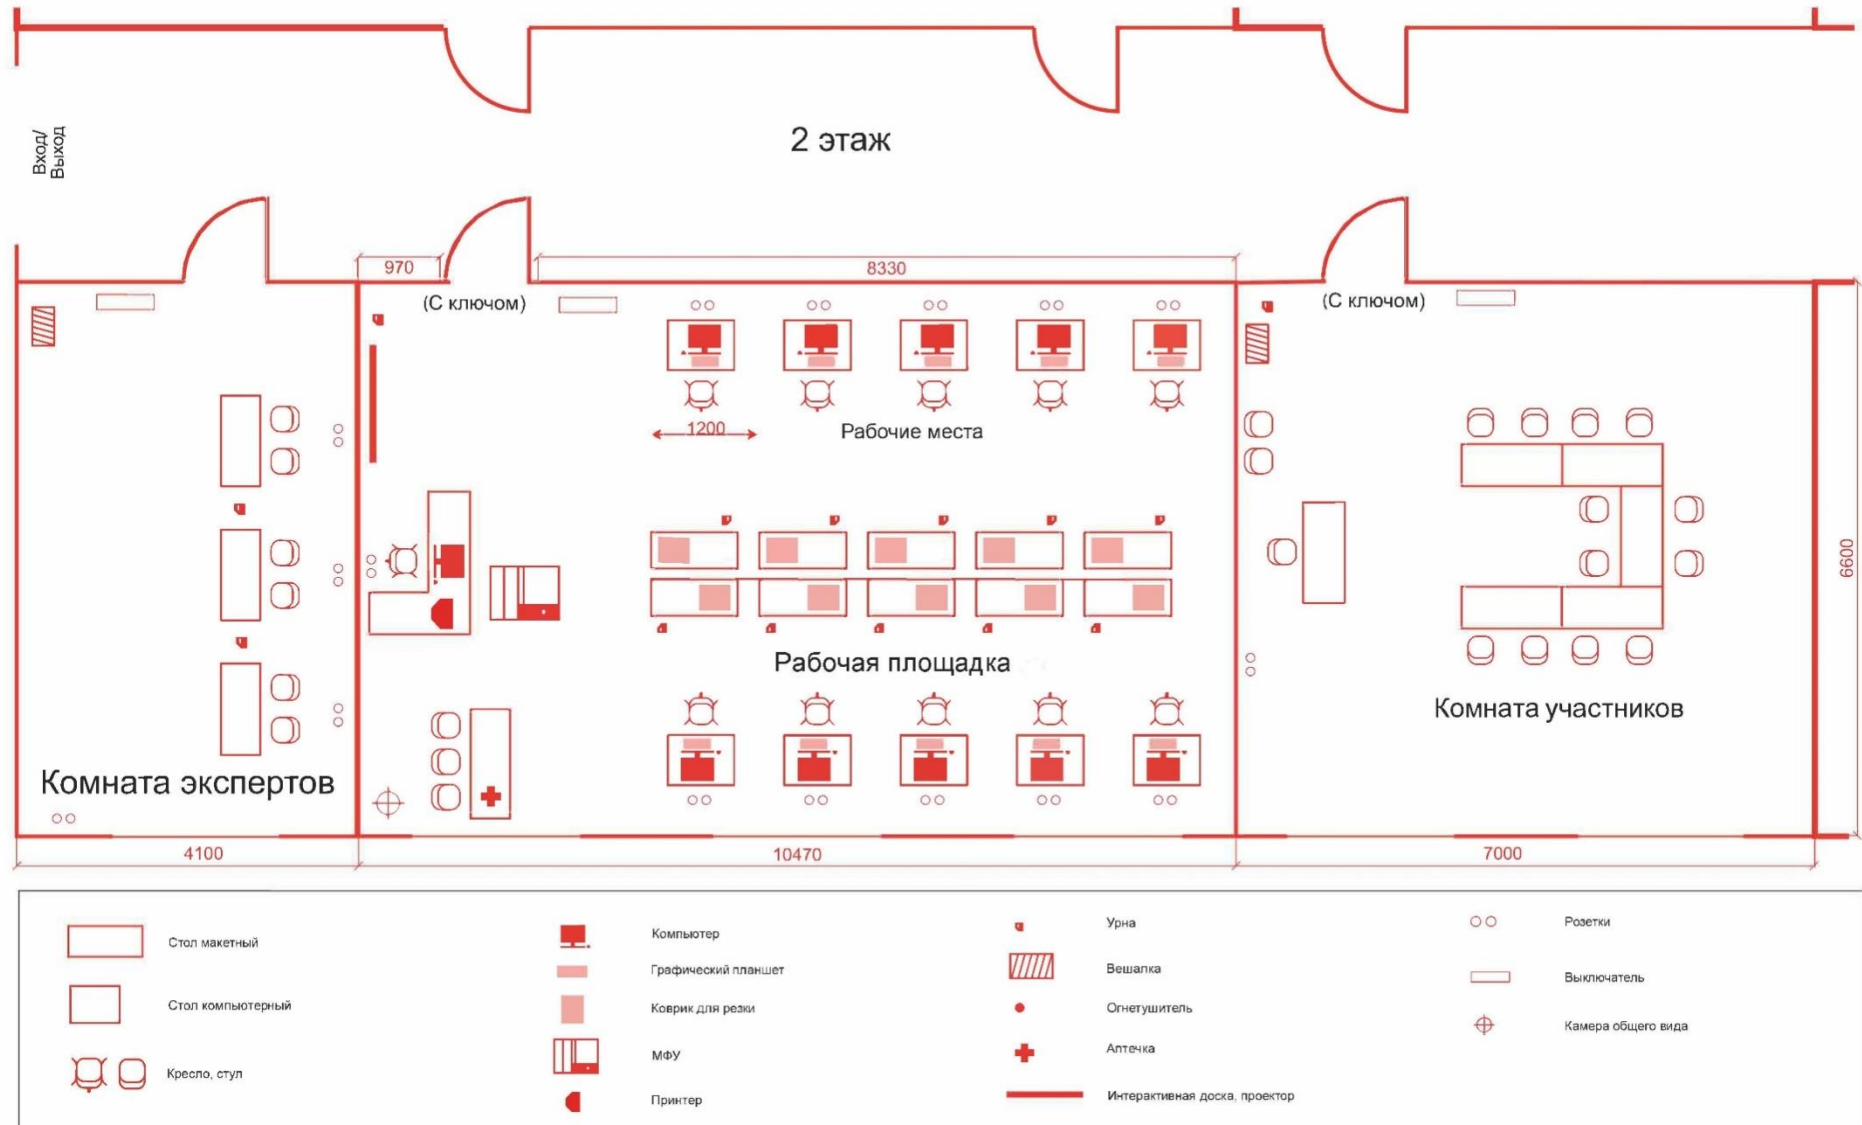 2 этаж
Вход/
Выход
970
8330
(С ключом)
(С ключом)
1200
Рабочие места
6600
Рабочая площадка
Комната участников
Комната экспертов
4100
10470
7000
Стол макетный
Стол компьютерный
Кресло, стул
Компьютер
Графический планшет
Коврик для резки
МФУ
Принтер
Урна
Вешалка
Огнетушитель
Аптечка
Интерактивная доска, проектор
Розетки
Выключатель
Камера общего вида